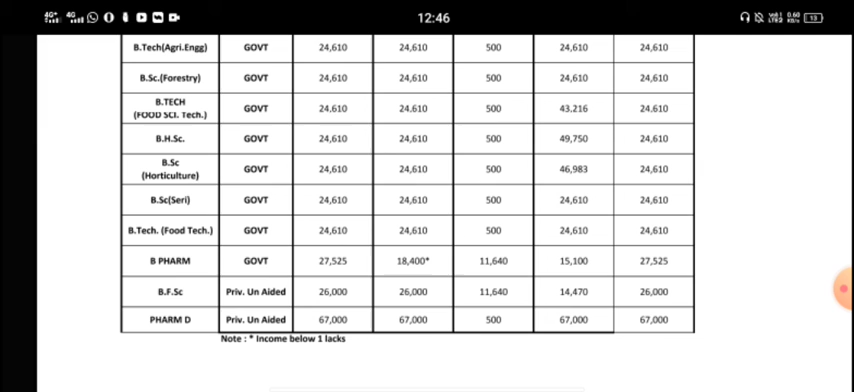 12:46
B.Tech(Agri.Engg) GOVT 24,610 24,610 500 24,610 24,610
B.Sc.(Forestry) GOVT 24,610 24,610 500 24,610 24,610
B.TECH
(FOOD SCI. Tech.) GOVT 24.610 24.610 500 43.216 24.610
B.H.Sc. GOVT 24,610 24,610 500 49,750 24,610
B.Sc
(Horticulture) GOVT 24,610 24,610 500 46,983 24,610
B.Sc(Seri) GOVT 24,610 24,610 500 24,610 24,610
B.Tech. (Food Tech.) GOVT 24,610 24,610 500 24,610 24,610
B PHARM GOVT 27,525 18,400* 11,640 15,100 27,525
B.F.Sc Priv. Un Aided 26,000 26,000 11,640 14,470 26,000
PHARM D Priv. Un Aided 67,000 67,000 500 67,000 67,000
Note : * Income below 1 lacks